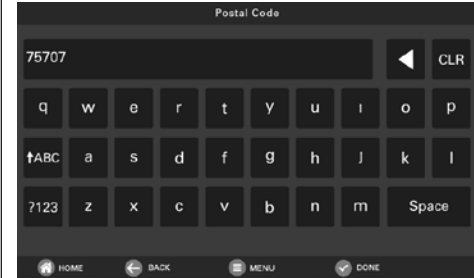 Postal Code
75707 CLR
q w e r t y u ı o p
ABC a s d f g h J k l
?123 z x c v b n m Space
HOME BACK MENU DONE